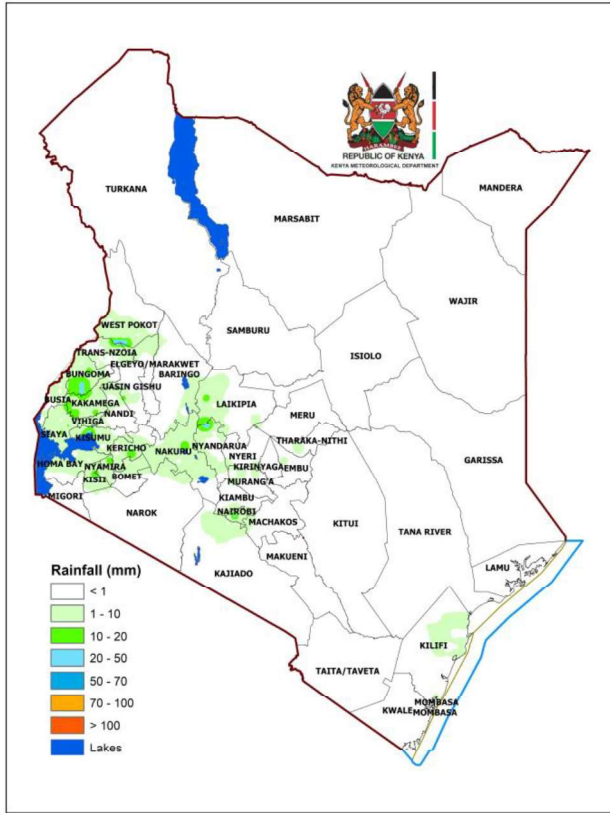 HARAMBEE
REPUBLIC OF KENYA
KENYA METEOROLOGICAL DEPARTMENT
MANDERA
TURKANA
MARSABIT
WAJIR
WEST POKOT
SAMBURU
ISIOLO
TRANS-NZOIA
ELGEYO/MARAKWET
BUNGOMA
BARINGO
UASIN GISHU
BUSIA
KAKAMEGA
LAIKIPIA
NANDI
MERU
VIHIGA
SIAYA
KISUMU
THARAKA-NITHI
NYANDARUA
KERICHO
NAKURU
NYERI
GARISSA
HOMA BAY
NYAMIRA
KIRINYAGA
EMBU
KISII
BOMET
MURANG'A
MIGORI
KIAMBU
NAROK
NAIROBI
MACHAKOS
KITUI
TANA RIVER
MAKUENI
LAMU
KAJIADO
KILIFI
TAITA/TAVETA
MOMBASA
KWALE
MOMBASA
Rainfall (mm)
< 1
1 - 10
10 - 20
20 - 50
50 - 70
70 - 100
> 100
Lakes